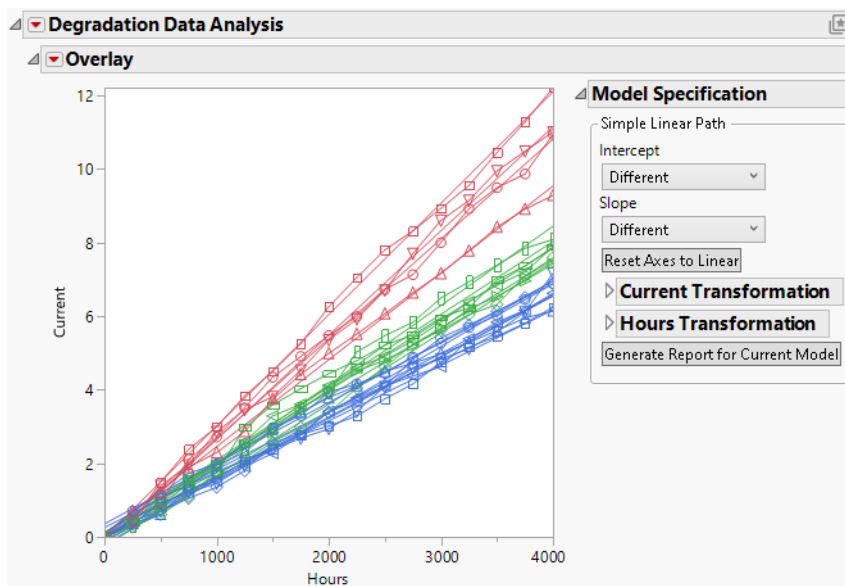 Degradation Data Analysis
Overlay
12
10
8
6
4
2
0
Current
0
1000
2000
3000
4000
Hours
Model Specification
Simple Linear Path
Intercept
Different
Slope
Different
Reset Axes to Linear
Current Transformation
Hours Transformation
Generate Report for Current Model